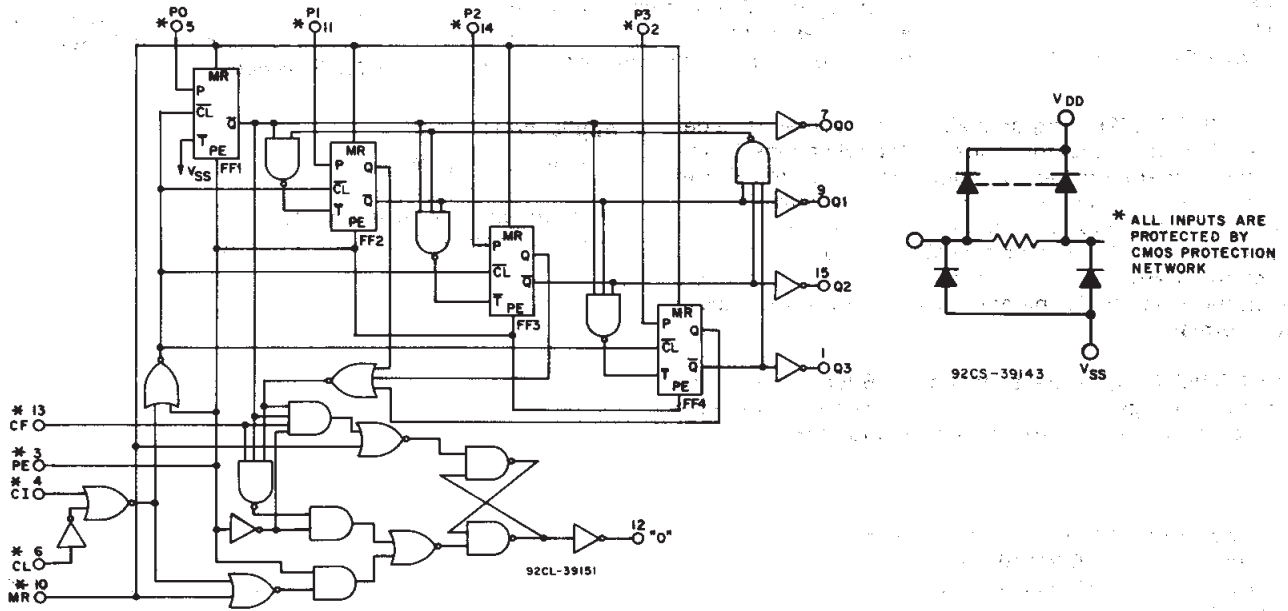 * P0 5
* P1 11
* P2 14
* P3 2
MR
P
CL
Q
T
PE
VSS
FF1
MR
P
Q
CL
Q
T
PE
FF2
MR
P
Q
CL
Q
T
PE
FF3
MR
P
Q
CL
Q
T
PE
FF4
7 Q0
9 Q1
15 Q2
1 Q3
* 13 CF
* 3 PE
* 4 CI
* 6 CL
* 10 MR
12 "0"
92CL-39151
VDD
VSS
92CS-39143
* ALL INPUTS ARE
PROTECTED BY
CMOS PROTECTION
NETWORK